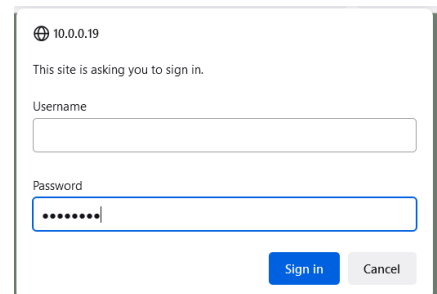 10.0.0.19
This site is asking you to sign in.
Username
Password
••••••••
Sign in Cancel